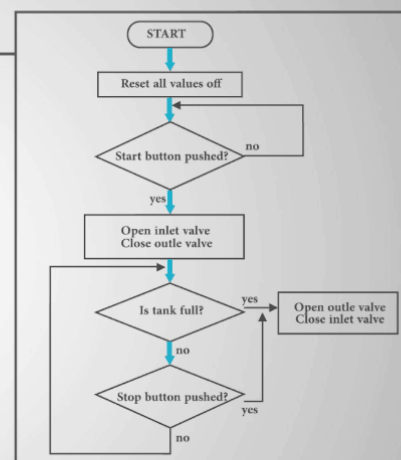 START
Reset all values off
Start button pushed?
no
yes
Open inlet valve
Close outle valve
Is tank full?
yes
Open outle valve
Close inlet valve
no
Stop button pushed?
yes
no